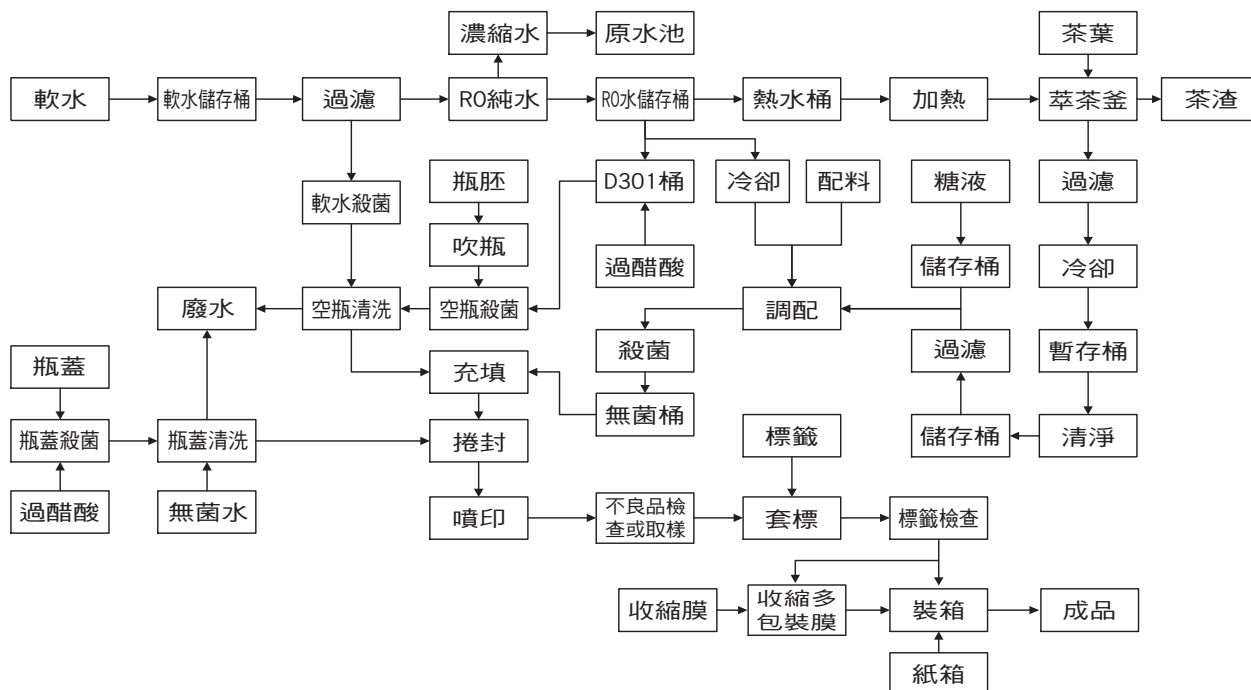 濃縮水
原水池
茶葉
軟水
軟水儲存桶
過濾
RO純水
RO水儲存桶
熱水桶
加熱
萃茶釜
茶渣
瓶胚
D301桶
冷卻
配料
糖液
過濾
軟水殺菌
吹瓶
過醋酸
儲存桶
冷卻
廢水
空瓶清洗
空瓶殺菌
調配
瓶蓋
充填
殺菌
過濾
暫存桶
無菌桶
瓶蓋殺菌
瓶蓋清洗
捲封
標籤
儲存桶
清淨
過醋酸
無菌水
噴印
不良品檢
查或取樣
套標
標籤檢查
收縮膜
收縮多
包裝膜
裝箱
成品
紙箱